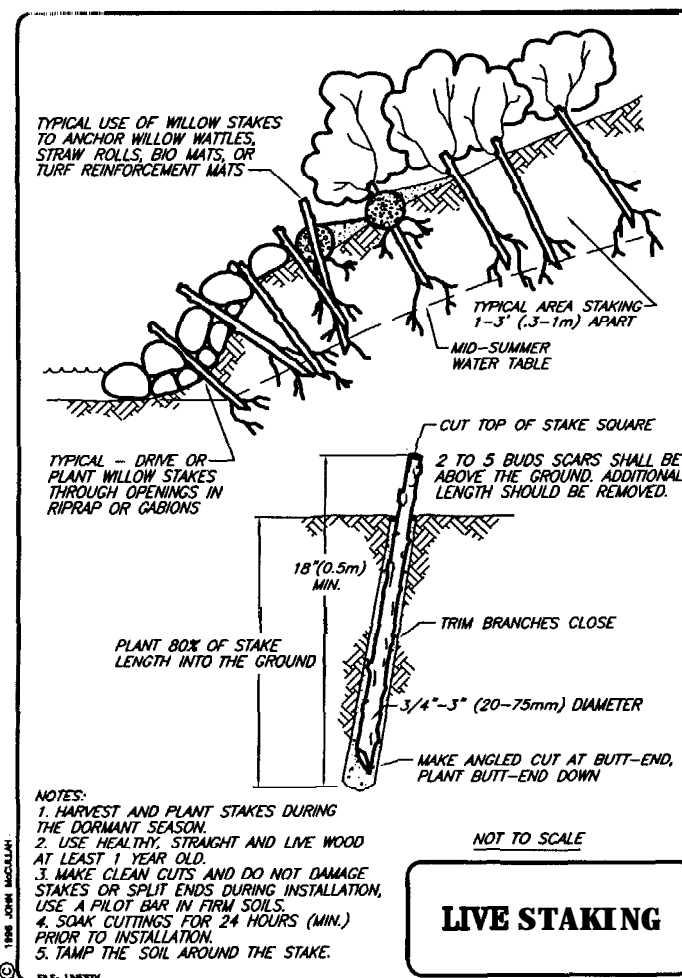 TYPICAL USE OF WILLOW STAKES
TO ANCHOR WILLOW WATTLES,
STRAW ROLLS, BIO MATS, OR
TURF REINFORCEMENT MATS
TYPICAL AREA STAKING
1-3' (.3-1m) APART
MID-SUMMER
WATER TABLE
TYPICAL - DRIVE OR
PLANT WILLOW STAKES
THROUGH OPENINGS IN
RIPRAP OR GABIONS
CUT TOP OF STAKE SQUARE
2 TO 5 BUDS SCARS SHALL BE
ABOVE THE GROUND. ADDITIONAL
LENGTH SHOULD BE REMOVED.
18"(0.5m)
MIN.
TRIM BRANCHES CLOSE
PLANT 80% OF STAKE
LENGTH INTO THE GROUND
3/4"-3" (20-75mm) DIAMETER
MAKE ANGLED CUT AT BUTT-END,
PLANT BUTT-END DOWN
NOTES:
1. HARVEST AND PLANT STAKES DURING
THE DORMANT SEASON.
2. USE HEALTHY, STRAIGHT AND LIVE WOOD
AT LEAST 1 YEAR OLD.
3. MAKE CLEAN CUTS AND DO NOT DAMAGE
STAKES OR SPLIT ENDS DURING INSTALLATION,
USE A PILOT BAR IN FIRM SOILS.
4. SOAK CUTTINGS FOR 24 HOURS (MIN.)
PRIOR TO INSTALLATION.
5. TAMP THE SOIL AROUND THE STAKE.
NOT TO SCALE
LIVE STAKING
© 1996 JOHN McCULLAH